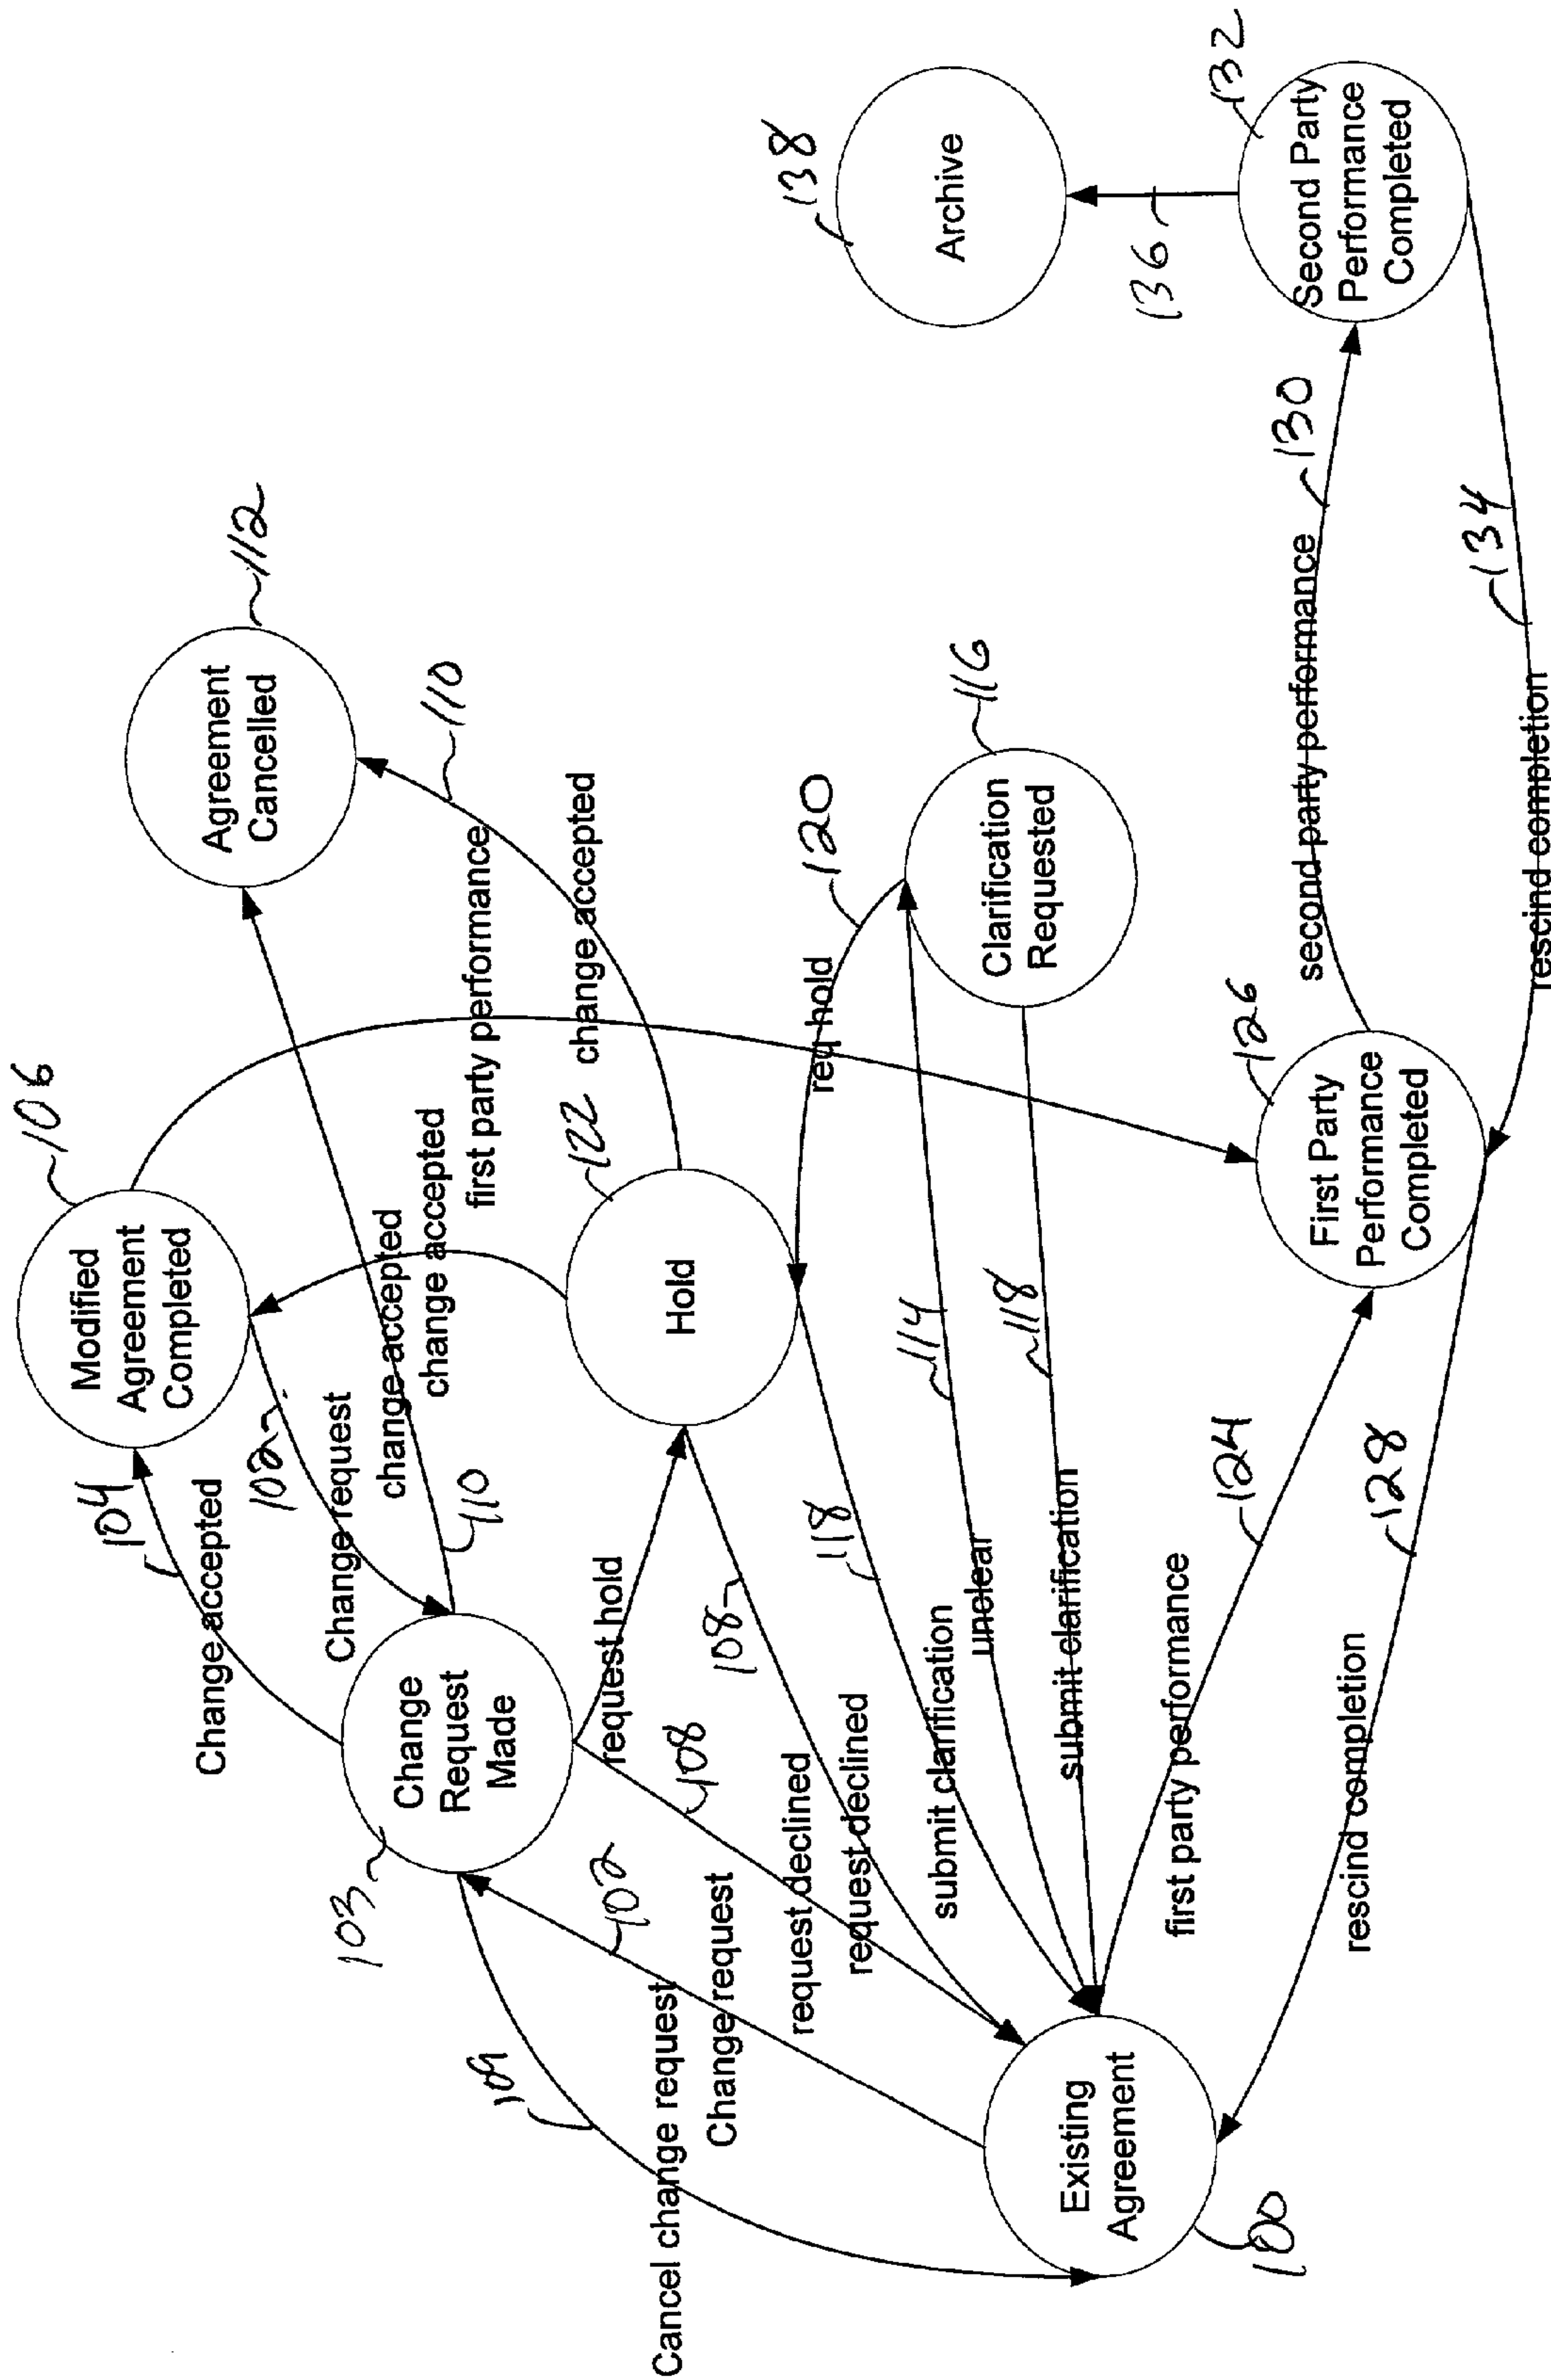 106
Modified
Agreement
Completed
104
Change accepted
102
Change request
Agreement
Cancelled
112
110
change accepted
change accepted
first party performance
change accepted
103
Change
Request
Made
110
request hold
122
Hold
108
108
109
102
Cancel change request
Change request
request declined
request declined
118
submit clarification
114
unclear
118
submit clarification
120
req hold
Clarification
Requested
116
138
Archive
136
Existing
Agreement
100
first party performance
124
First Party
Performance
Completed
126
128
rescind completion
second party performance
130
Second Party
Performance
Completed
132
134
rescind completion